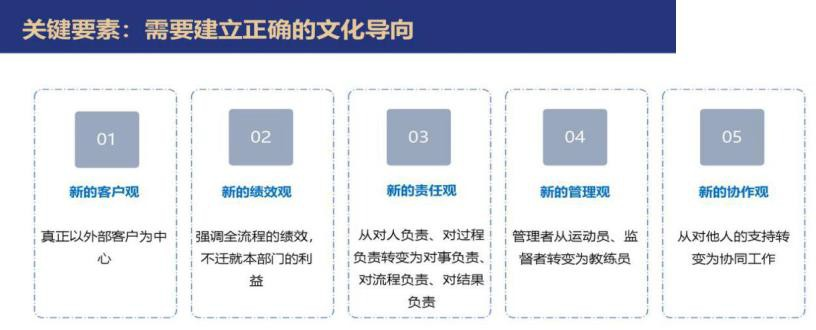 关键要素：需要建立正确的文化导向
01
新的客户观
真正以外部客户为中
心
02
新的绩效观
强调全流程的绩效，
不迁就本部门的利
益
03
新的责任观
从对人负责、对过程
负责转变为对事负责、
对流程负责、对结果
负责
04
新的管理观
管理者从运动员、监
督者转变为教练员
05
新的协作观
从对他人的支持转
变为协同工作